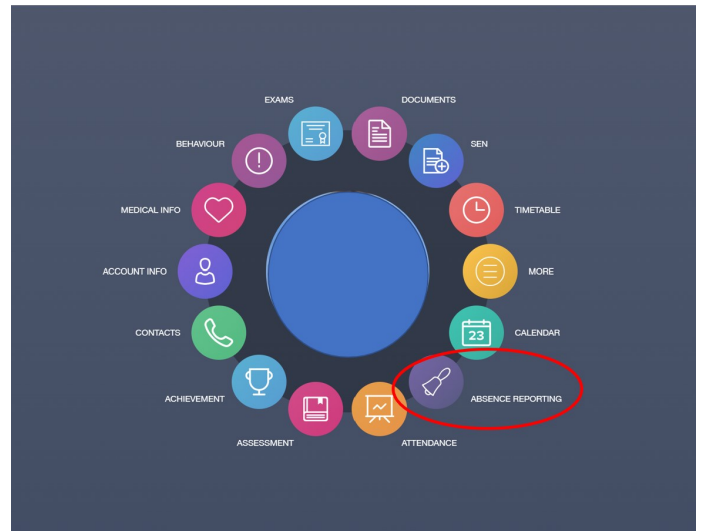 EXAMS
DOCUMENTS
BEHAVIOUR
SEN
MEDICAL INFO
TIMETABLE
ACCOUNT INFO
MORE
CONTACTS
23
CALENDAR
ACHIEVEMENT
ABSENCE REPORTING
ASSESSMENT
ATTENDANCE